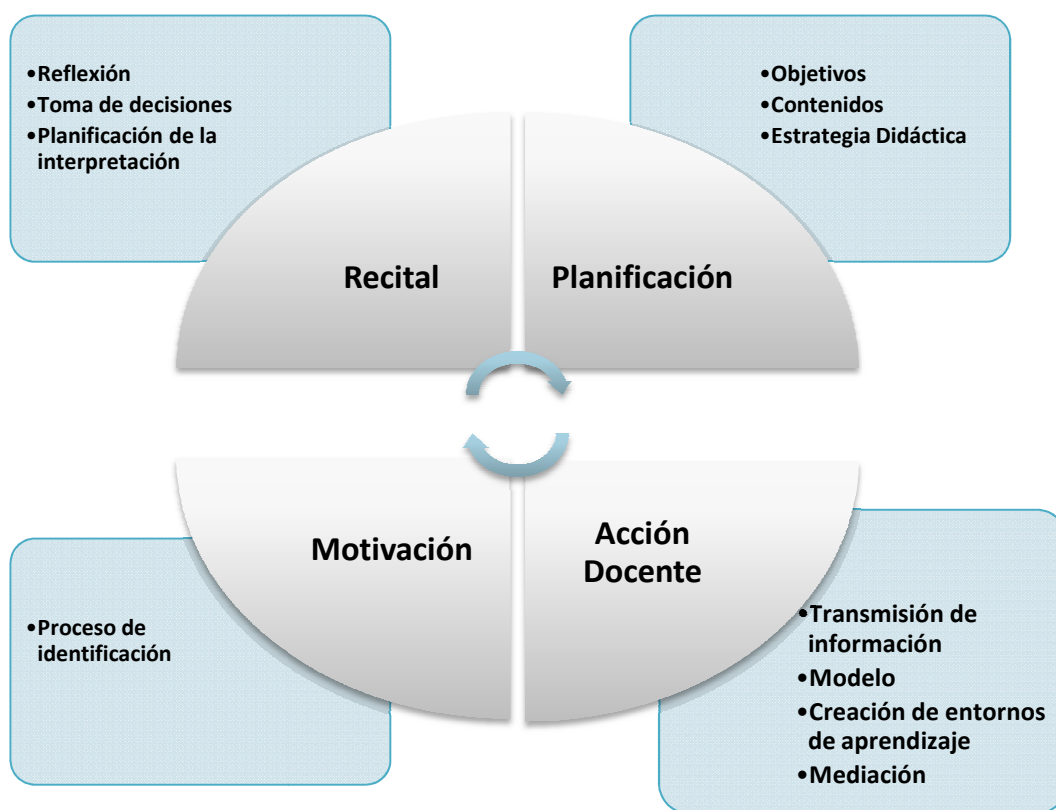 •Reflexión
•Toma de decisiones
•Planificación de la
interpretación
•Objetivos
•Contenidos
•Estrategia Didáctica
Recital
Planificación
Motivación
Acción
Docente
•Proceso de
identificación
•Transmisión de
información
•Modelo
•Creación de entornos
de aprendizaje
•Mediación